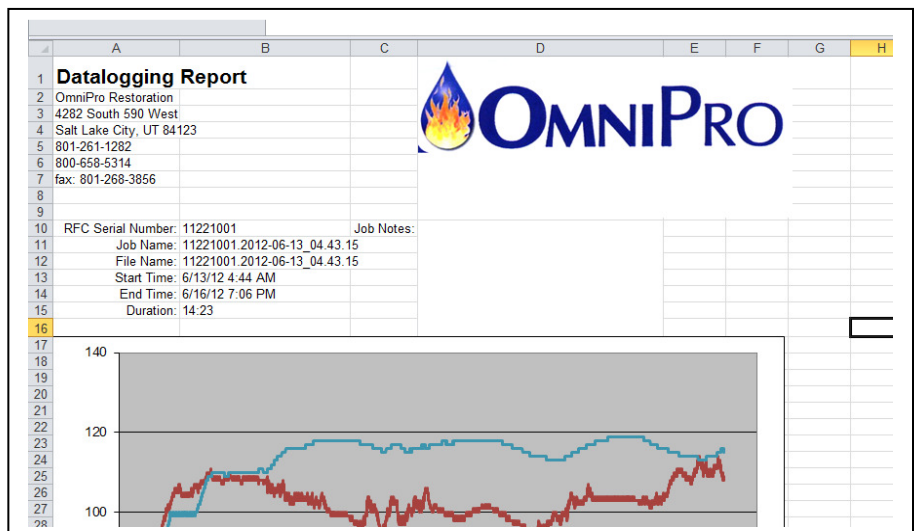 A B C D E F G H
1 Datalogging Report
2 OmniPro Restoration
3 4282 South 590 West
4 Salt Lake City, UT 84123
5 801-261-1282
6 800-658-5314
7 fax: 801-268-3856
OMNIPRO
8
9
10 RFC Serial Number: 11221001 Job Notes:
11 Job Name: 11221001.2012-06-13_04.43.15
12 File Name: 11221001.2012-06-13_04.43.15
13 Start Time: 6/13/12 4:44 AM
14 End Time: 6/16/12 7:06 PM
15 Duration: 14:23
16
17
18 140
19
20
21
22
23 120
24
25
26
27 100
28